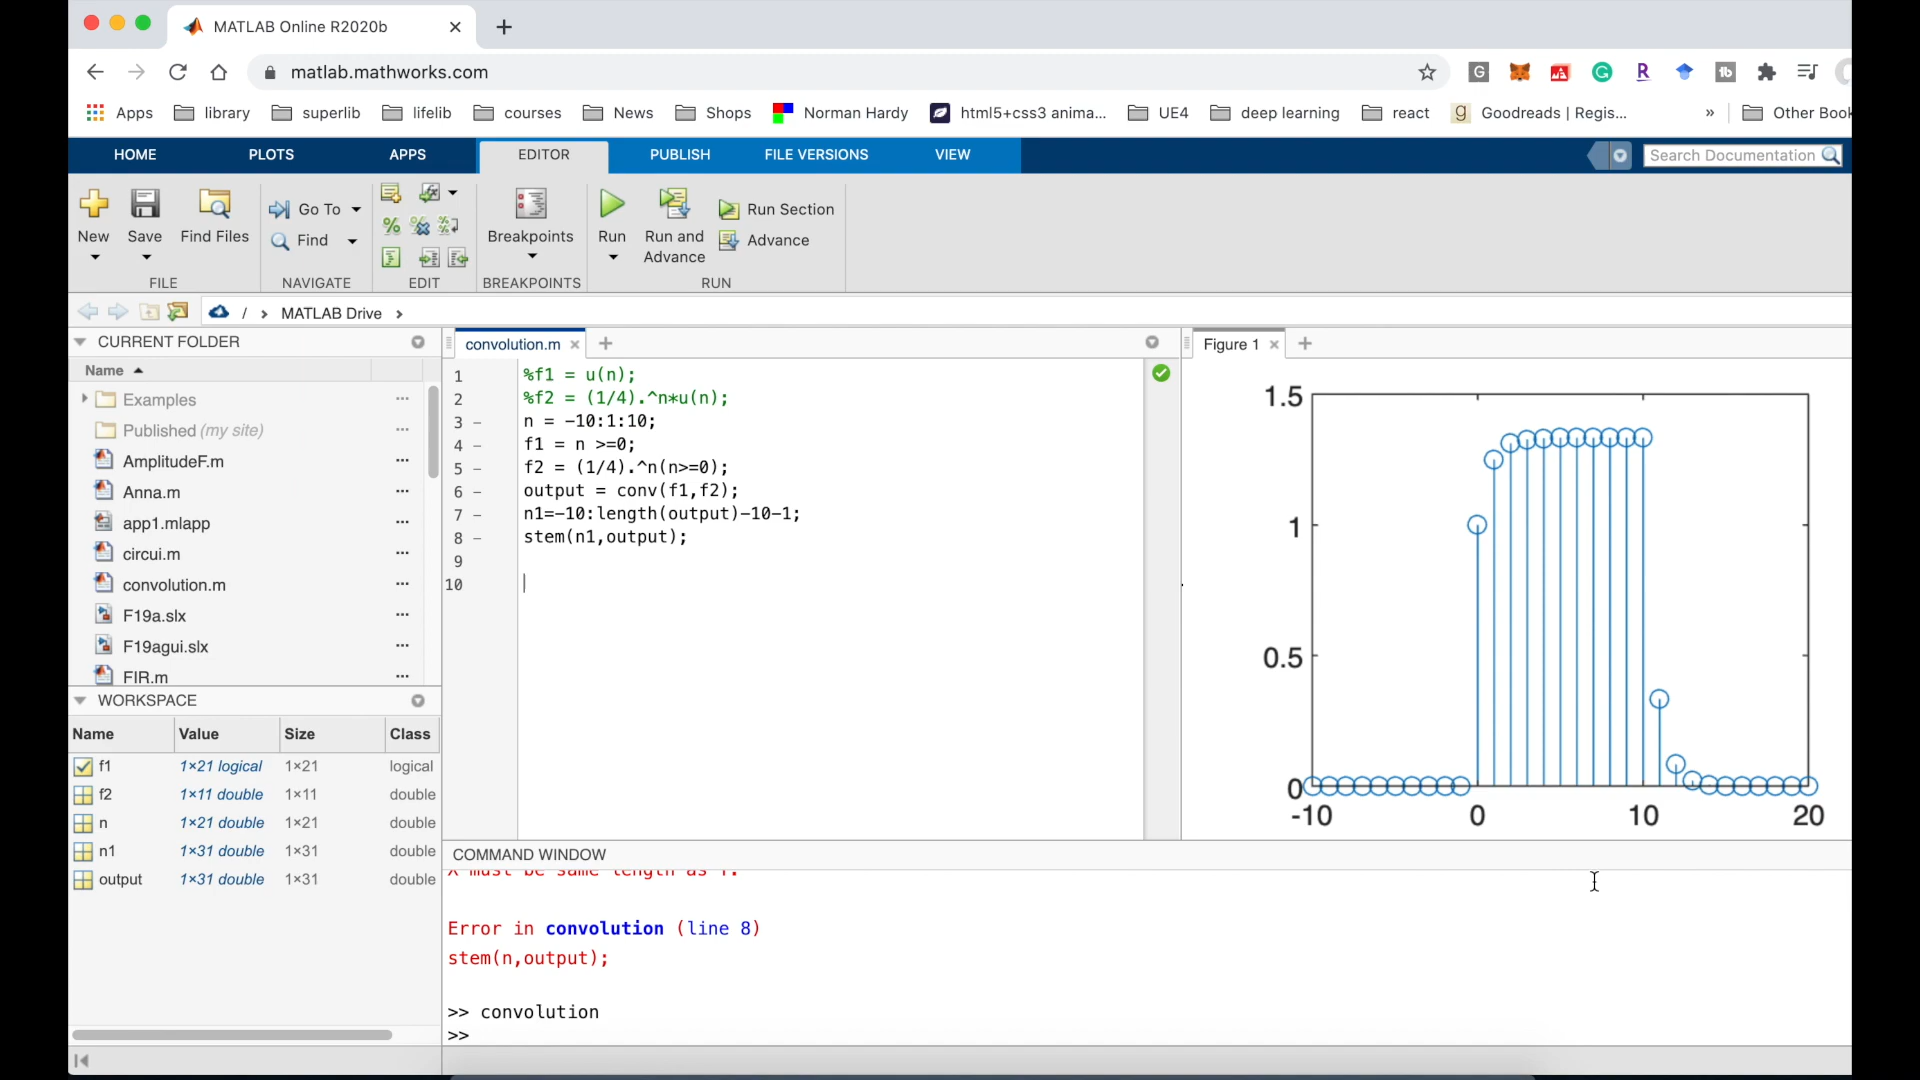 MATLAB Online R2020b
matlab.mathworks.com
Apps library superlib lifelib courses News Shops Norman Hardy html5+css3 anima... UE4 deep learning react Goodreads | Regis... » Other Book
HOME PLOTS APPS EDITOR PUBLISH FILE VERSIONS VIEW Search Documentation
New Save Find Files Go To Find Breakpoints Run Run and Advance Run Section Advance
FILE NAVIGATE EDIT BREAKPOINTS RUN
/ › MATLAB Drive ›
CURRENT FOLDER
Name
Examples
Published (my site)
AmplitudeF.m
Anna.m
app1.mlapp
circui.m
convolution.m
F19a.slx
F19agui.slx
FIR.m
WORKSPACE
Name Value Size Class
f1 1×21 logical 1×21 logical
f2 1×11 double 1×11 double
n 1×21 double 1×21 double
n1 1×31 double 1×31 double
output 1×31 double 1×31 double
convolution.m
1 %f1 = u(n);
2 %f2 = (1/4).^n*u(n);
3 – n = -10:1:10;
4 – f1 = n >=0;
5 – f2 = (1/4).^n(n>=0);
6 – output = conv(f1,f2);
7 – n1=-10:length(output)-10-1;
8 – stem(n1,output);
9
10
Figure 1
1.5
1
0.5
0
-10 0 10 20
COMMAND WINDOW
X must be same length as Y.
Error in convolution (line 8)
stem(n,output);
>> convolution
>>